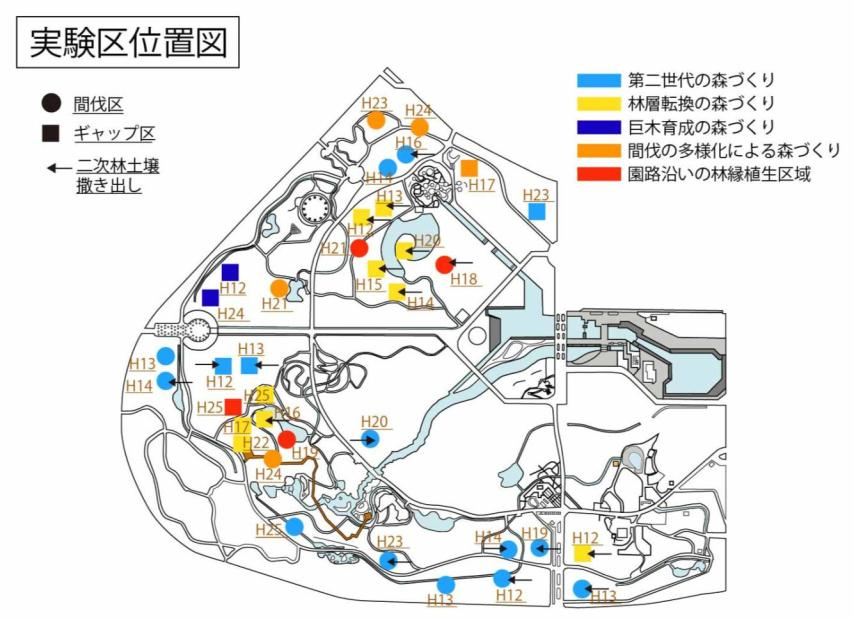 実験区位置図
間伐区
ギャップ区
二次林土壌
撒き出し
第二世代の森づくり
林層転換の森づくり
巨木育成の森づくり
間伐の多様化による森づくり
園路沿いの林縁植生区域
H23
H24
H16
H14
H17
H23
H13
H12
H21
H20
H18
H15
H14
H12
H21
H24
H13
H14
H12
H13
H25
H25
H16
H17
H22
H19
H24
H20
H25
H23
H14
H19
H12
H13
H12
H13